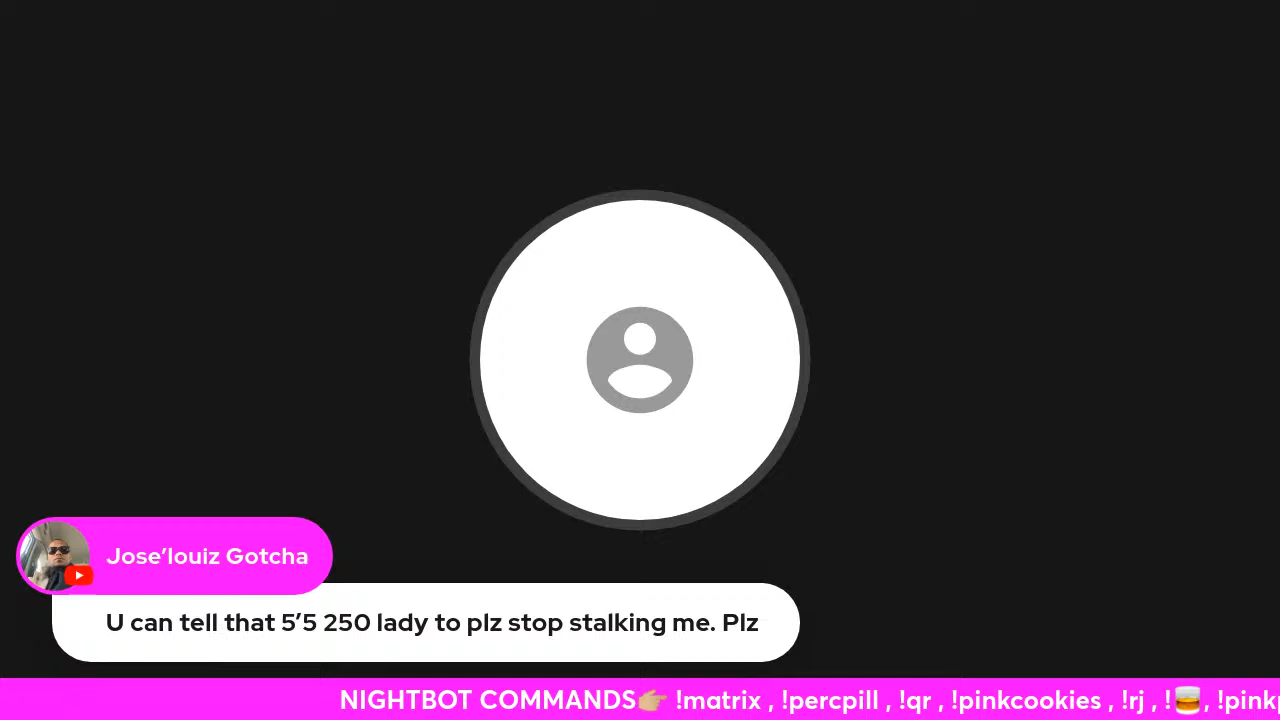 Jose’louiz Gotcha
U can tell that 5’5 250 lady to plz stop stalking me. Plz
NIGHTBOT COMMANDS👉🏼 !matrix , !percpill , !qr , !pinkcookies , !rj , !🥃, !pink